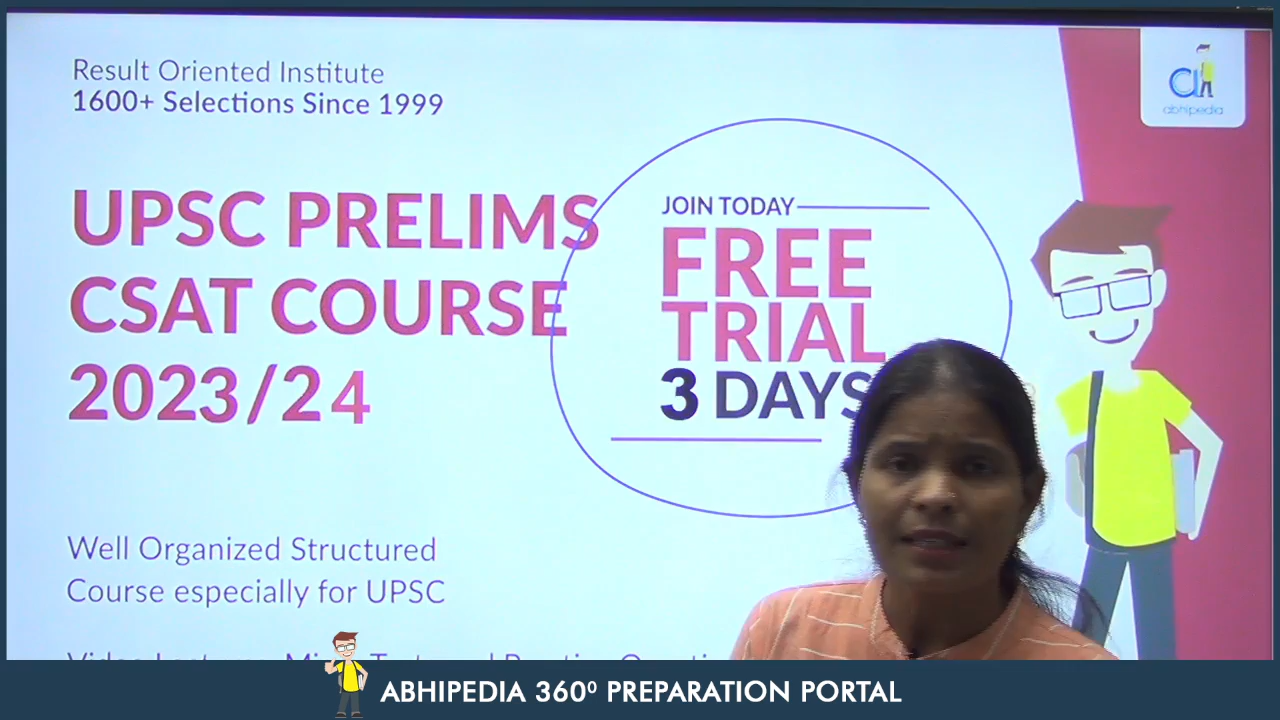 Result Oriented Institute
1600+ Selections Since 1999
abhipedia
UPSC PRELIMS
CSAT COURSE
2023/24
JOIN TODAY
FREE
TRIAL
3 DAYS
Well Organized Structured
Course especially for UPSC
ABHIPEDIA 360⁰ PREPARATION PORTAL